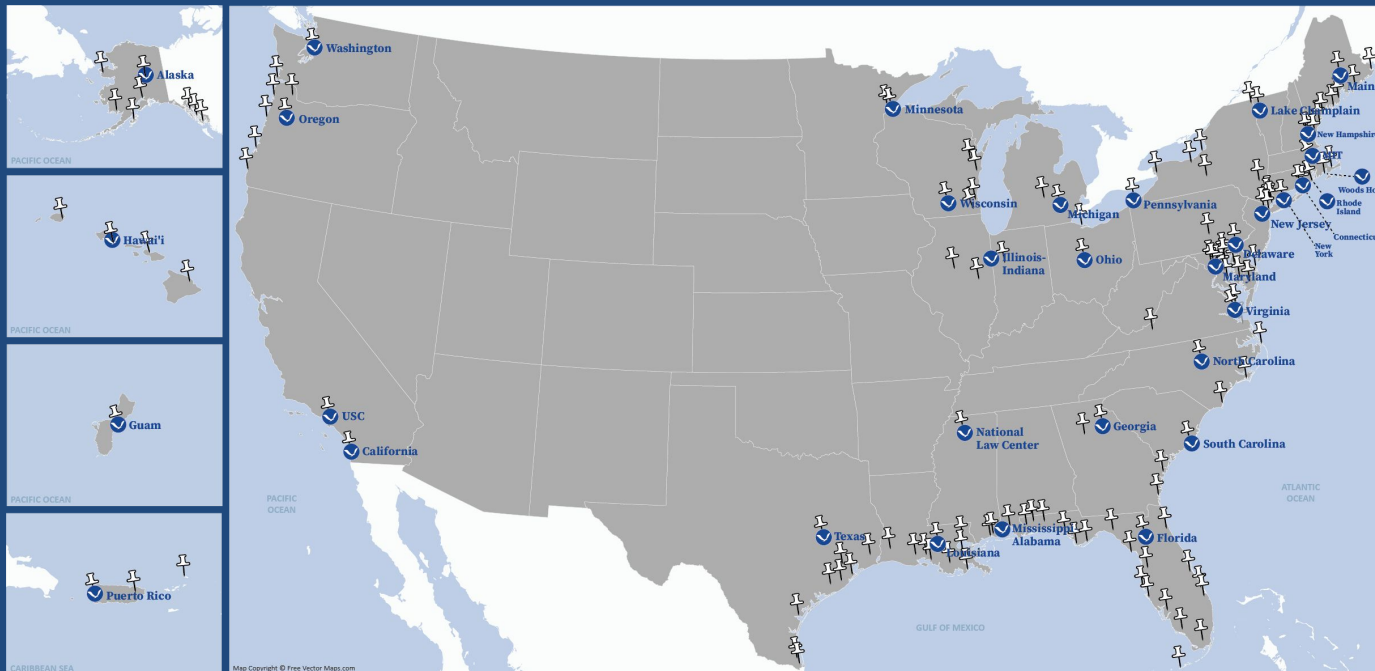 Alaska
PACIFIC OCEAN
Hawai'i
PACIFIC OCEAN
Guam
PACIFIC OCEAN
Puerto Rico
CARIBBEAN SEA
Washington
Oregon
USC
California
PACIFIC
OCEAN
Minnesota
Wisconsin
Michigan
Illinois-
Indiana
Ohio
Pennsylvania
Lake Champlain
Main
New Hampshire
MIT
Woods Ho
Rhode
Island
Connecticu
New
York
New Jersey
Delaware
Maryland
Virginia
North Carolina
South Carolina
Georgia
National
Law Center
Texas
Louisiana
Mississippi-
Alabama
Florida
ATLANTIC
OCEAN
GULF OF MEXICO
Map Copyright © Free Vector Maps.com